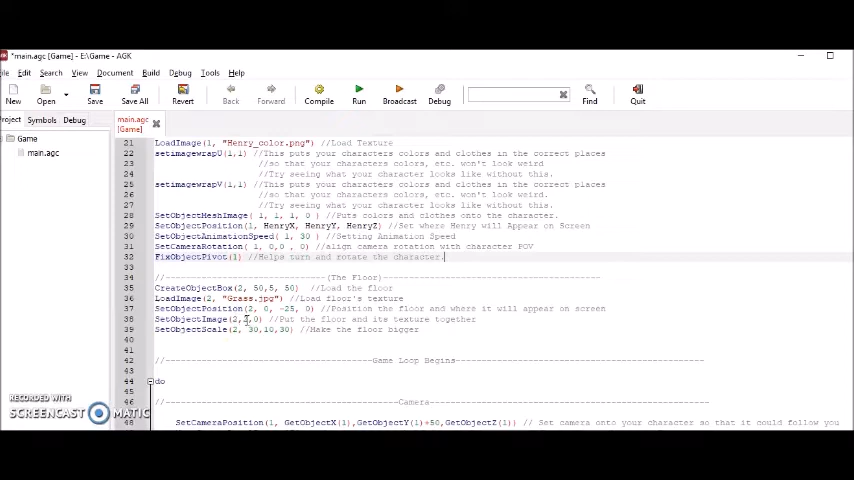 *main.agc [Game] - E:\Game - AGK
File Edit Search View Document Build Debug Tools Help
New Open Save Save All Revert Back Forward Compile Run Broadcast Debug Find Quit
Project Symbols Debug main.agc
[Game]
Game
main.agc
21 LoadImage(1, "Henry_color.png") //Load Texture
22 setimagewrapU(1,1) //This puts your characters colors and clothes in the correct places
23 //so that your characters colors, etc. won't look weird
24 //Try seeing what your character looks like without this.
25 setimagewrapV(1,1) //This puts your characters colors and clothes in the correct places
26 //so that your characters colors, etc. won't look weird
27 //Try seeing what your character looks like without this.
28 SetObjectMeshImage( 1, 1, 1, 0 ) //Puts colors and clothes onto the character.
29 SetObjectPosition(1, HenryX, HenryY, HenryZ) //Set where Henry will Appear on Screen
30 SetObjectAnimationSpeed( 1, 30 ) //Setting Animation Speed
31 SetCameraRotation( 1, 0,0 , 0) //align camera rotation with character POV
32 FixObjectPivot(1) //Helps turn and rotate the character.
33
34 //-------------------------------(The Floor)-------------------------------------
35 CreateObjectBox(2, 50,5, 50) //Load the floor
36 LoadImage(2, "Grass.jpg") //Load floor's texture
37 SetObjectPosition(2, 0, -25, 0) //Position the floor and where it will appear on screen
38 SetObjectImage(2, ,0) //Put the floor and its texture together
39 SetObjectScale(2, 30,10,30) //Make the floor bigger
40
41
42 //----------------------------------------Game Loop Begins------------------------------------------------
43
44 do
45
46 //---------------------------------------------Camera-------------------------------------------------
48 SetCameraPosition(1, GetObjectX(1),GetObjectY(1)+50,GetObjectZ(1)) // Set camera onto your character so that it could follow you
RECORDED WITH
SCREENCAST MATIC